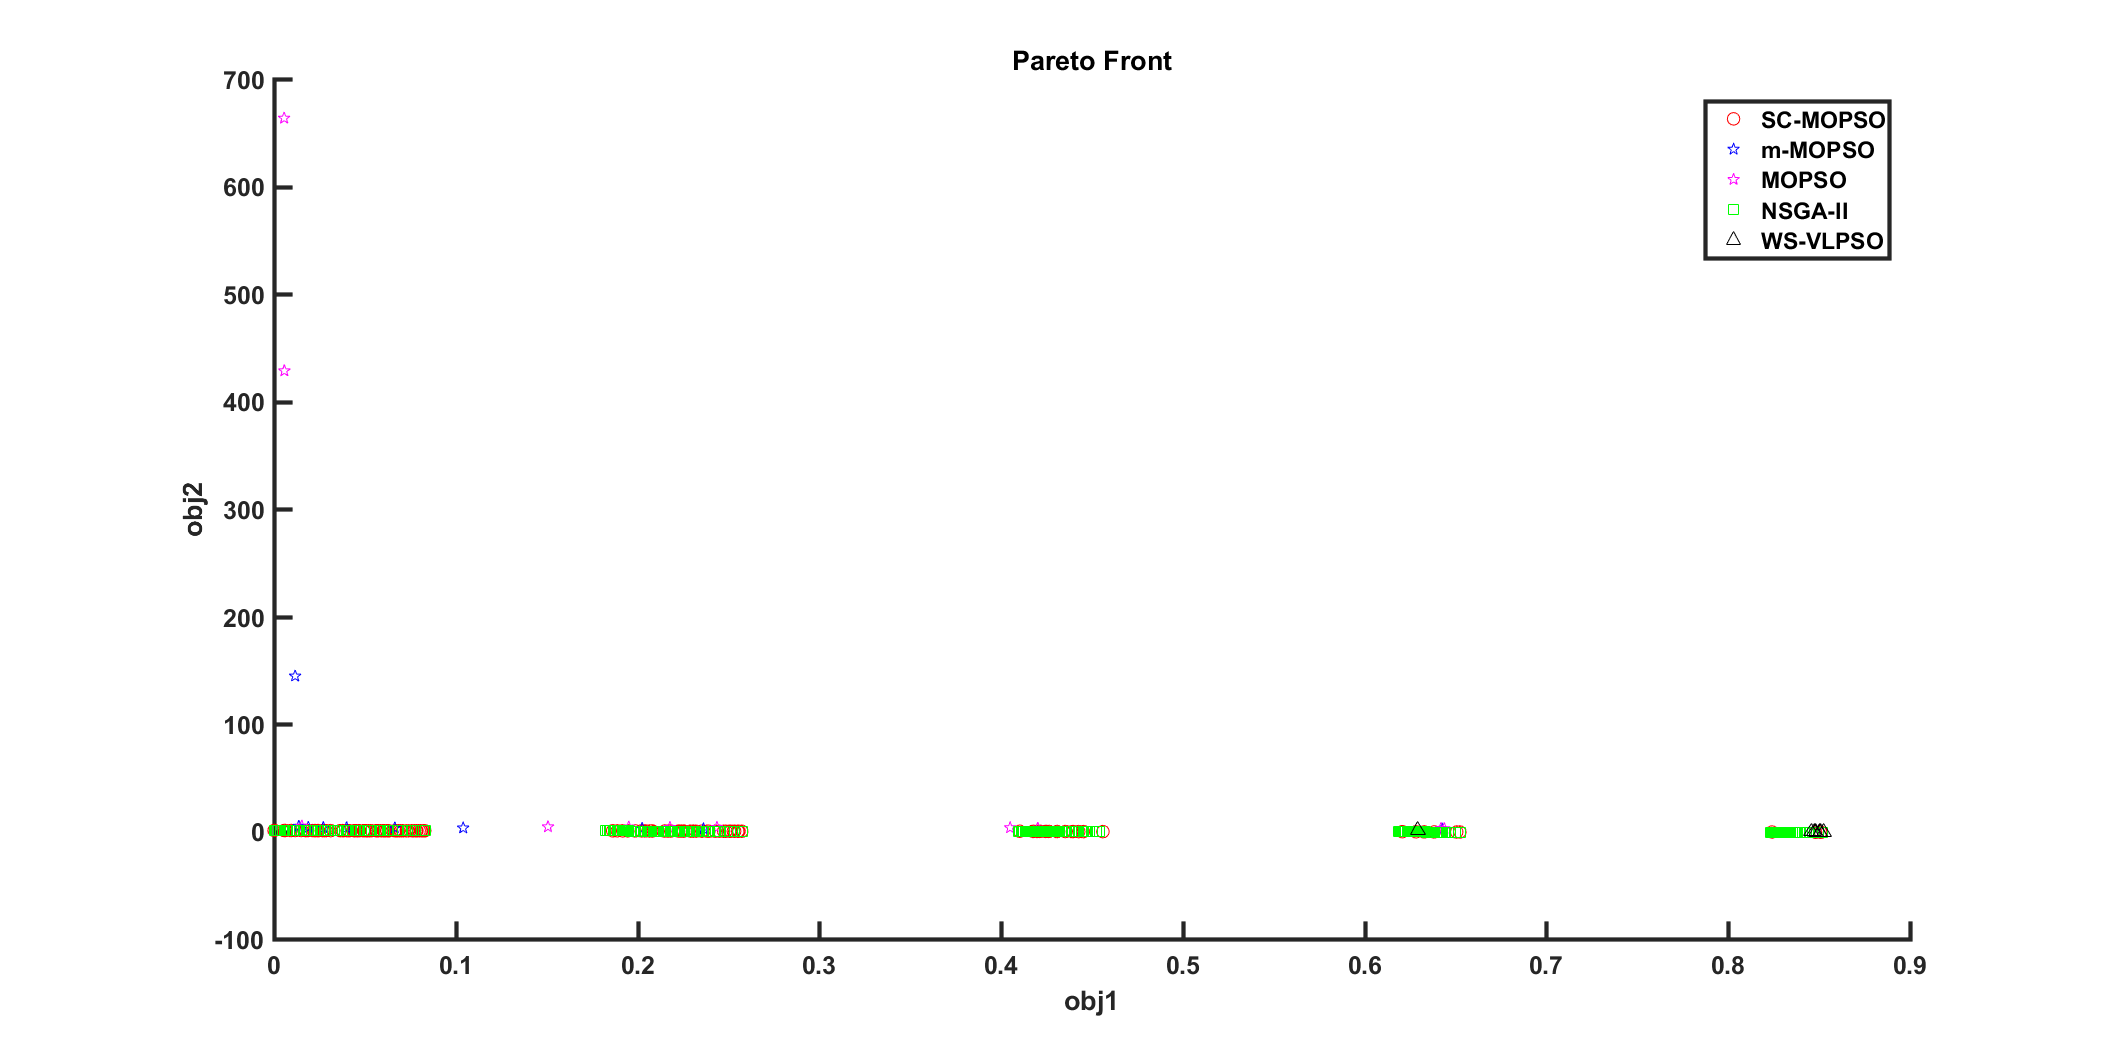 Pareto Front
700
600
500
400
300
200
100
0
-100
obj2
0 0.1 0.2 0.3 0.4 0.5 0.6 0.7 0.8 0.9
obj1
SC-MOPSO
m-MOPSO
MOPSO
NSGA-II
WS-VLPSO